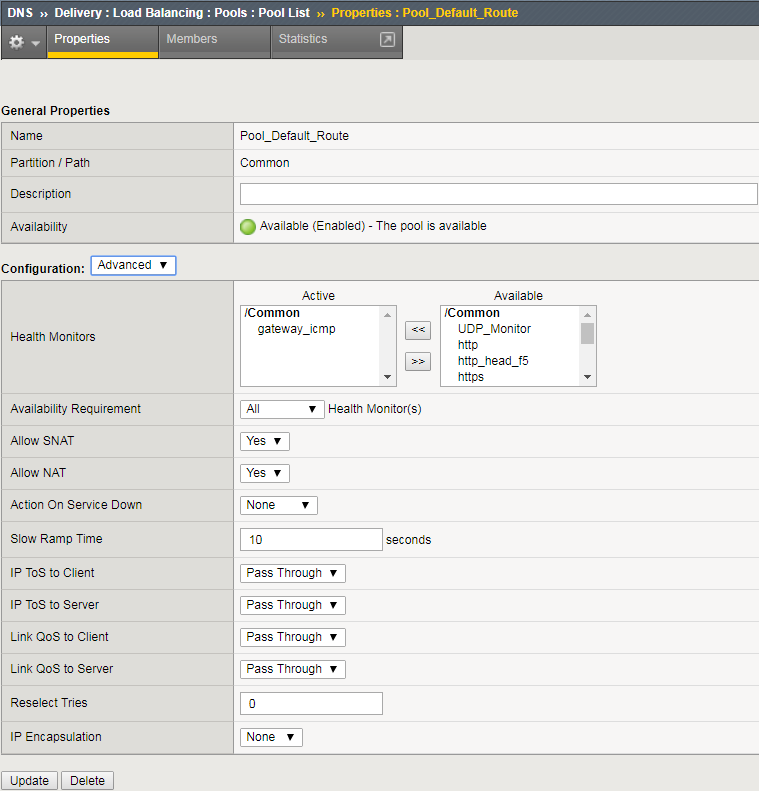 DNS ›› Delivery : Load Balancing : Pools : Pool List ›› Properties : Pool_Default_Route
Properties Members Statistics
General Properties
Name Pool_Default_Route
Partition / Path Common
Description
Availability Available (Enabled) - The pool is available
Configuration: Advanced ▼
Active Available
/Common /Common
gateway_icmp << UDP_Monitor
Health Monitors http
>> http_head_f5
https
Availability Requirement All ▼ Health Monitor(s)
Allow SNAT Yes ▼
Allow NAT Yes ▼
Action On Service Down None ▼
Slow Ramp Time 10 seconds
IP ToS to Client Pass Through ▼
IP ToS to Server Pass Through ▼
Link QoS to Client Pass Through ▼
Link QoS to Server Pass Through ▼
Reselect Tries 0
IP Encapsulation None ▼
Update Delete